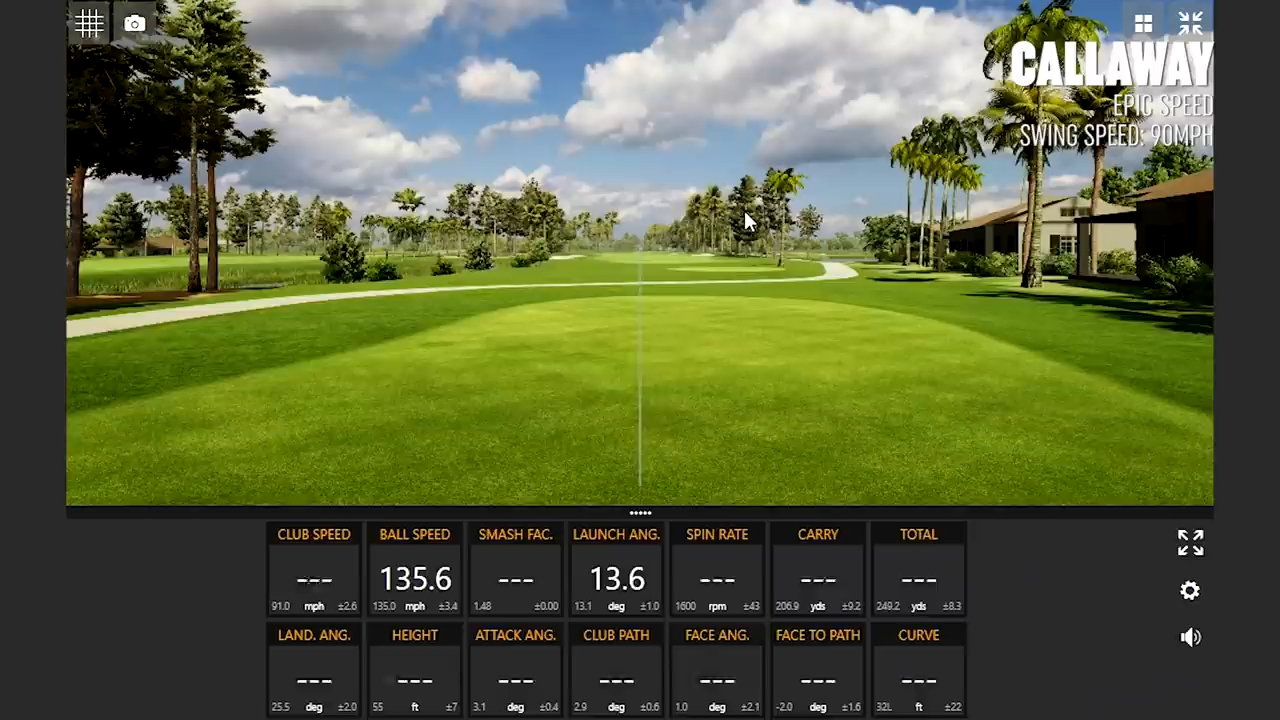 CALLAWAY
EPIC SPEED
SWING SPEED: 90MPH
CLUB SPEED BALL SPEED SMASH FAC. LAUNCH ANG. SPIN RATE CARRY TOTAL
--- 135.6 --- 13.6 --- --- ---
91.0 mph ±2.6 135.0 mph ±3.4 1.48 ±0.00 13.1 deg ±1.0 1600 rpm ±43 206.9 yds ±9.2 249.2 yds ±8.3
LAND. ANG. HEIGHT ATTACK ANG. CLUB PATH FACE ANG. FACE TO PATH CURVE
--- --- --- --- --- --- ---
25.5 deg ±2.0 55 ft ±7 3.1 deg ±0.4 2.9 deg ±0.6 1.0 deg ±2.1 -2.0 deg ±1.6 32L ft ±22